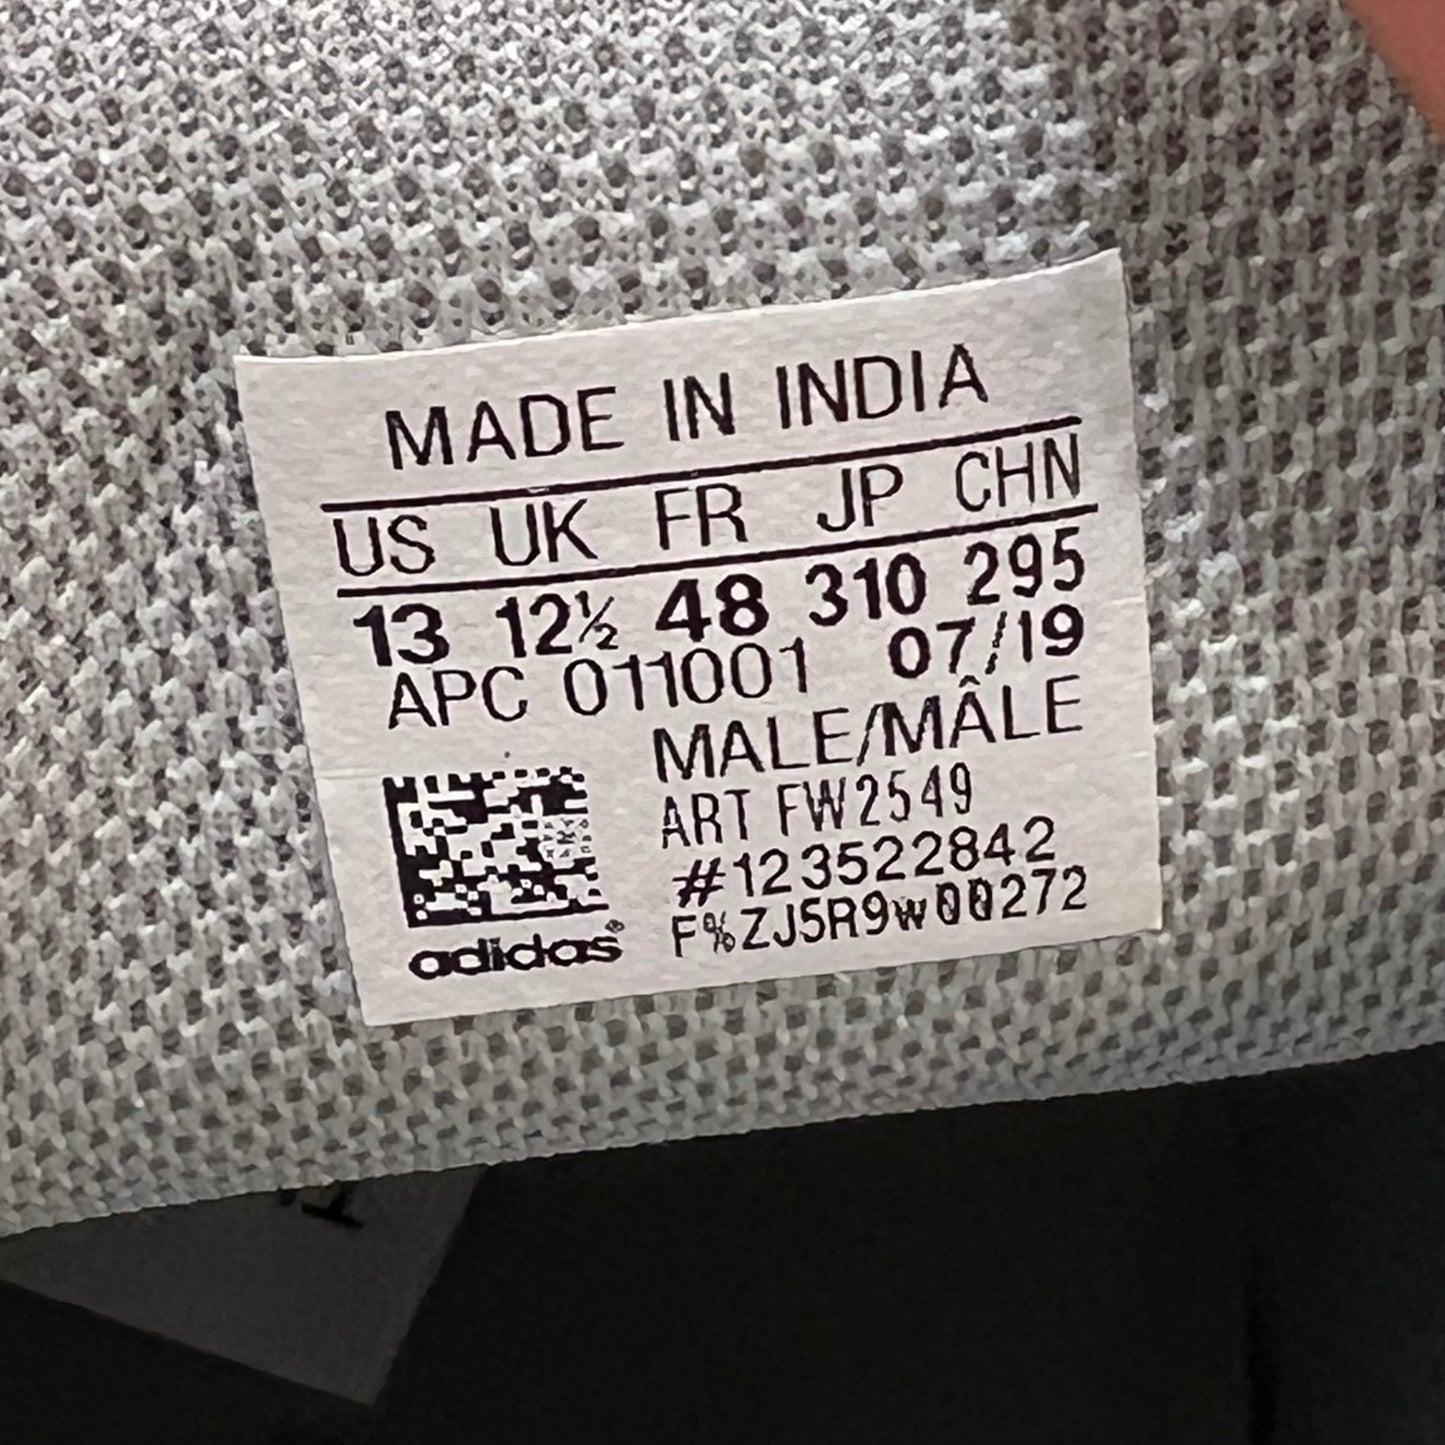 MADE IN INDIA
US UK FR JP CHN
13 12½ 48 310 295
APC 011001 07/19
MALE/MÂLE
ART FW2549
#123522842
F%ZJ5R9w00272
adidas®